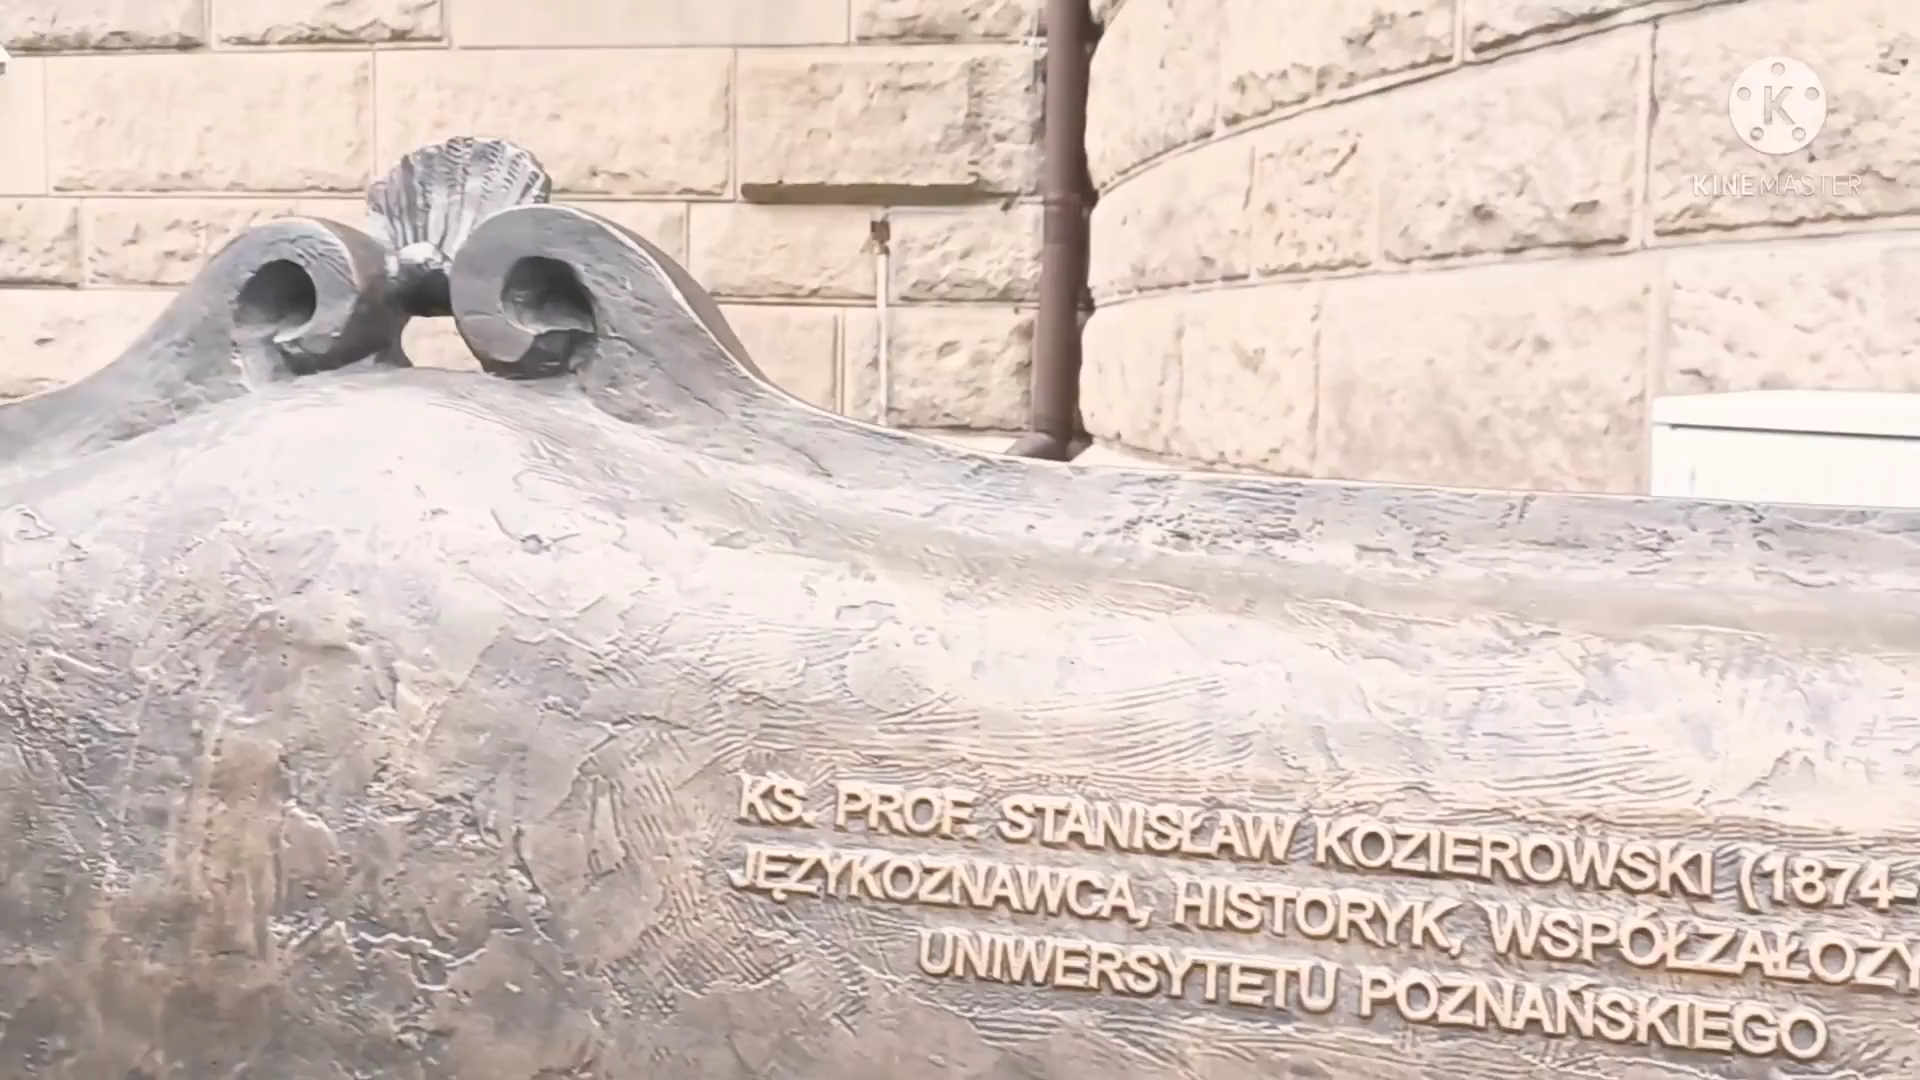 K
KINEMASTER
KS. PROF. STANISŁAW KOZIEROWSKI (1874-
JĘZYKOZNAWCA, HISTORYK, WSPÓŁZAŁOŻY
UNIWERSYTETU POZNAŃSKIEGO